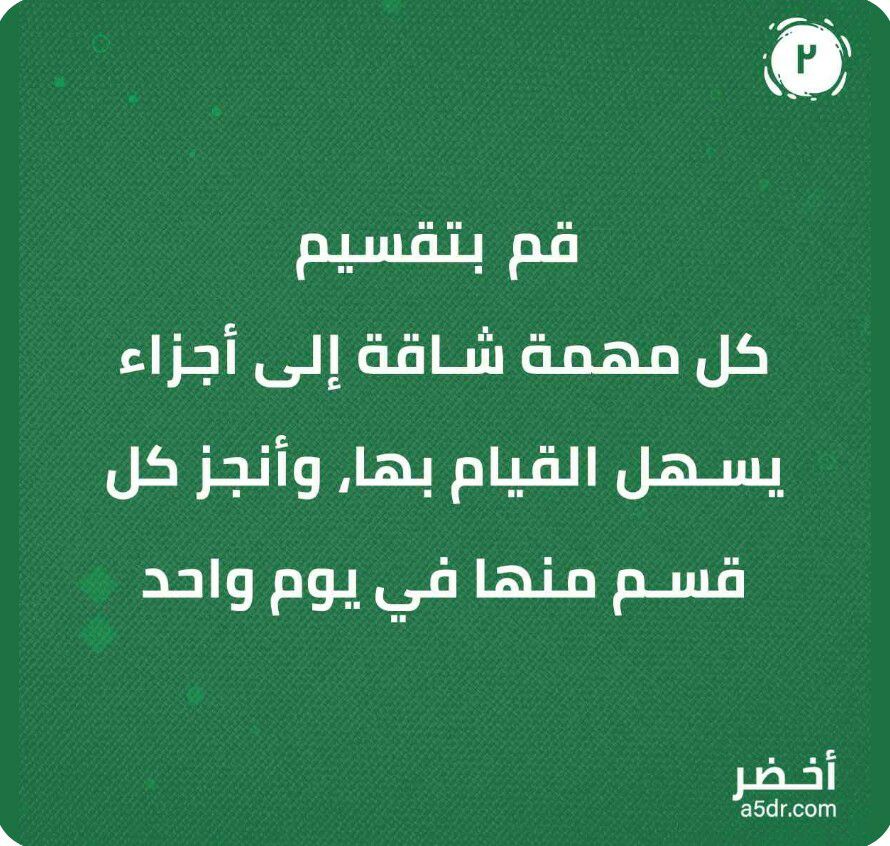 ٢
قم بتقسيم
كل مهمة شاقة إلى أجزاء
يسهل القيام بها، وأنجز كل
قسم منها في يوم واحد
أخضر
a5dr.com